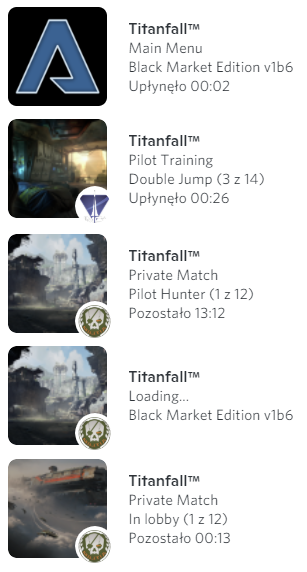 Titanfall™
Main Menu
Black Market Edition v1b6
Upłynęło 00:02
Titanfall™
Pilot Training
Double Jump (3 z 14)
Upłynęło 00:26
Titanfall™
Private Match
Pilot Hunter (1 z 12)
Pozostało 13:12
Titanfall™
Loading...
Black Market Edition v1b6
Titanfall™
Private Match
In lobby (1 z 12)
Pozostało 00:13